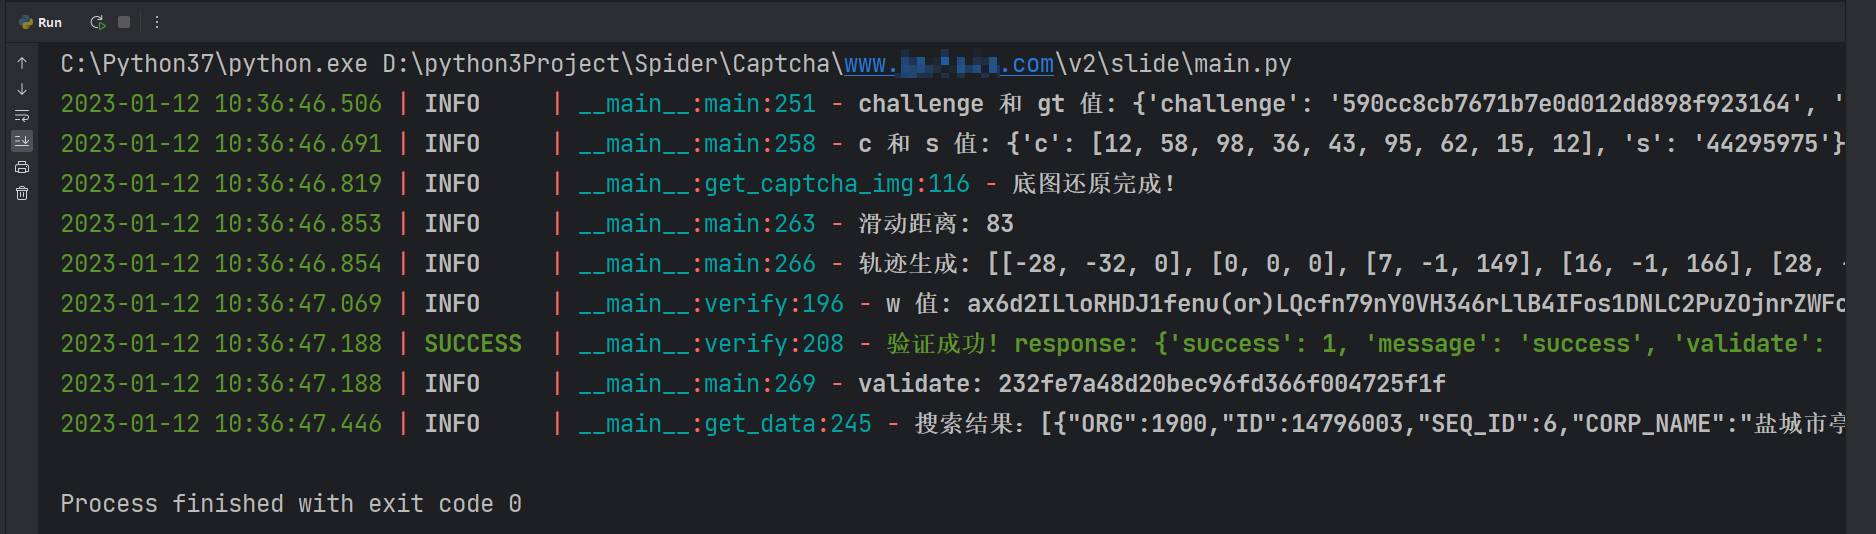 Run
C:\Python37\python.exe D:\python3Project\Spider\Captcha\www. .com\v2\slide\main.py
2023-01-12 10:36:46.506 | INFO | __main__:main:251 - challenge 和 gt 值: {'challenge': '590cc8cb7671b7e0d012dd898f923164', '
2023-01-12 10:36:46.691 | INFO | __main__:main:258 - c 和 s 值: {'c': [12, 58, 98, 36, 43, 95, 62, 15, 12], 's': '44295975'}
2023-01-12 10:36:46.819 | INFO | __main__:get_captcha_img:116 - 底图还原完成!
2023-01-12 10:36:46.853 | INFO | __main__:main:263 - 滑动距离: 83
2023-01-12 10:36:46.854 | INFO | __main__:main:266 - 轨迹生成: [[-28, -32, 0], [0, 0, 0], [7, -1, 149], [16, -1, 166], [28, -
2023-01-12 10:36:47.069 | INFO | __main__:verify:196 - w 值: ax6d2ILloRHDJ1fenu(or)LQcfn79nY0VH346rLlB4IFos1DNLC2PuZOjnrZWFc
2023-01-12 10:36:47.188 | SUCCESS | __main__:verify:208 - 验证成功! response: {'success': 1, 'message': 'success', 'validate':
2023-01-12 10:36:47.188 | INFO | __main__:main:269 - validate: 232fe7a48d20bec96fd366f004725f1f
2023-01-12 10:36:47.446 | INFO | __main__:get_data:245 - 搜索结果: [{"ORG":1900,"ID":14796003,"SEQ_ID":6,"CORP_NAME":"盐城市亭
Process finished with exit code 0